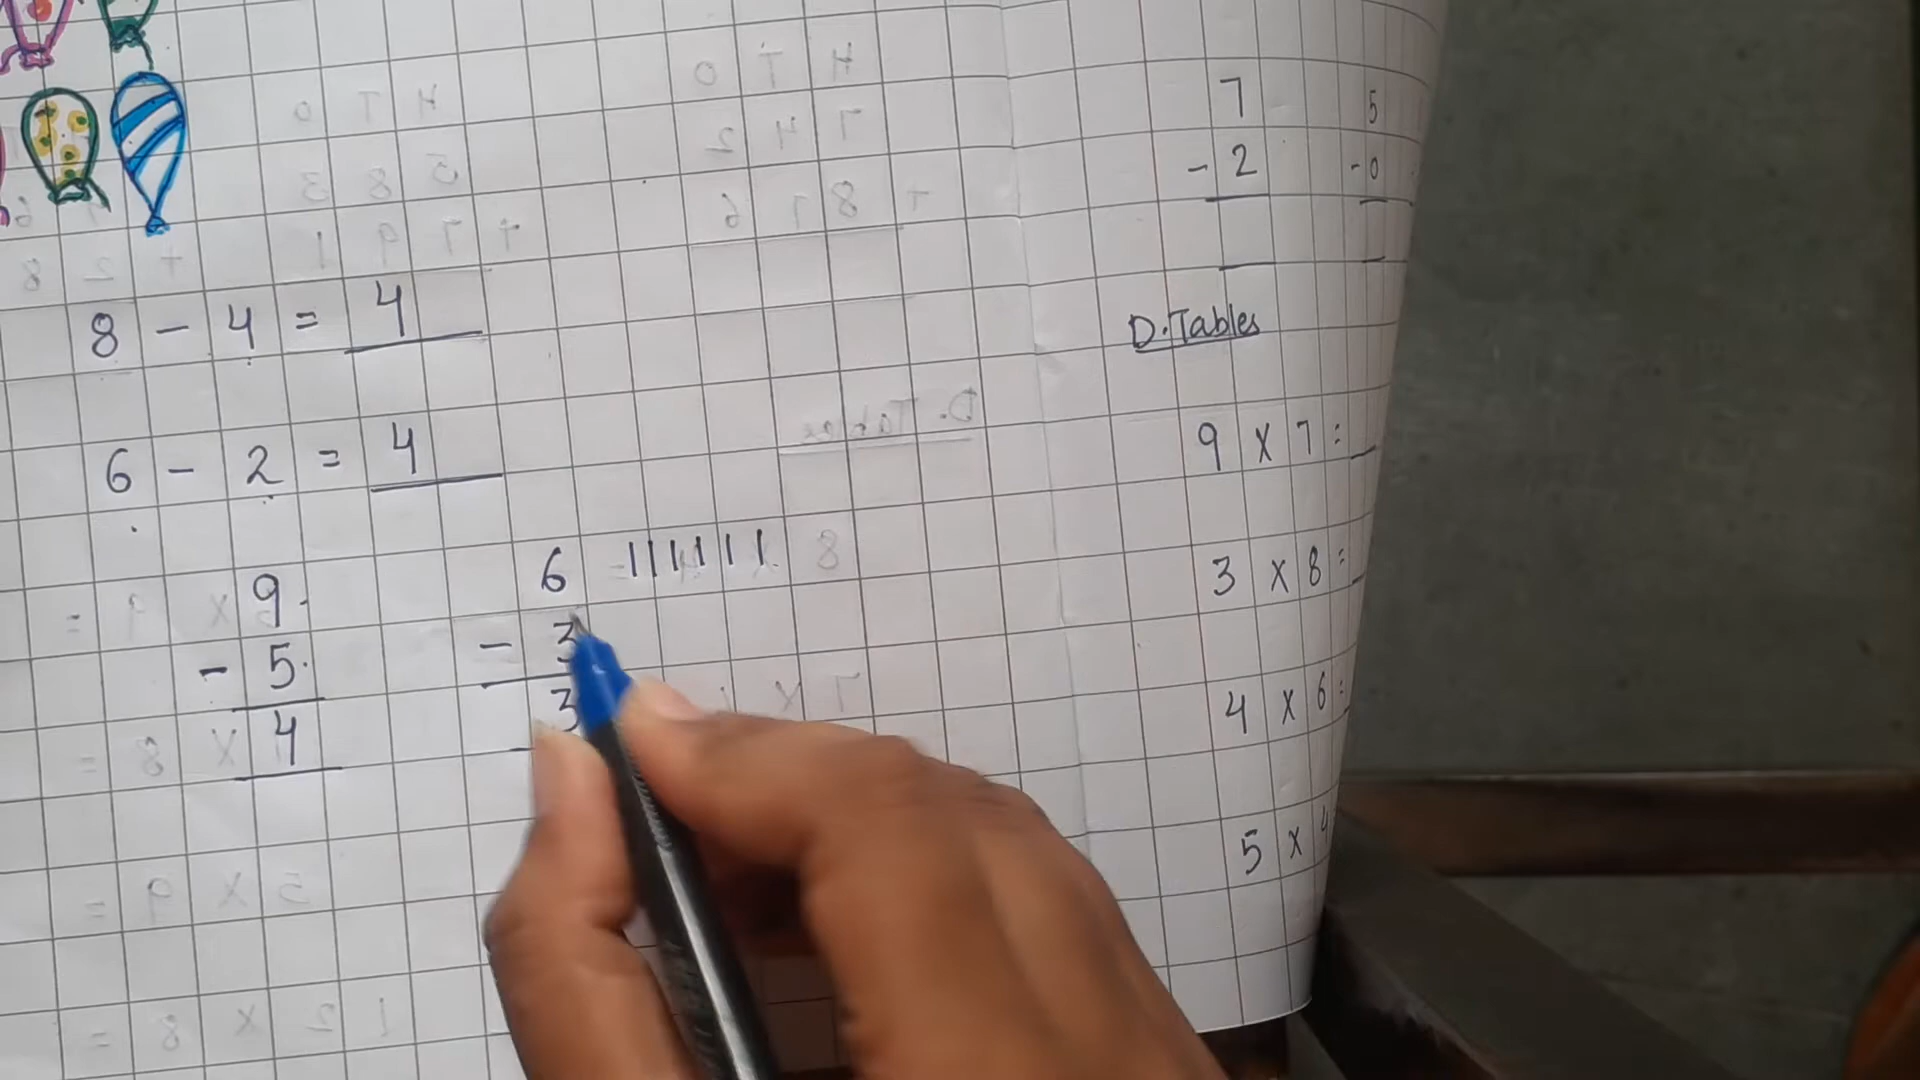 8 - 4 = 4
6 - 2 = 4
9
- 5
4
6 ||||||
- 3
3
7
- 2
5
- 0
D. Tables
9 x 7 =
3 x 8 =
4 x 6 =
5 x 4